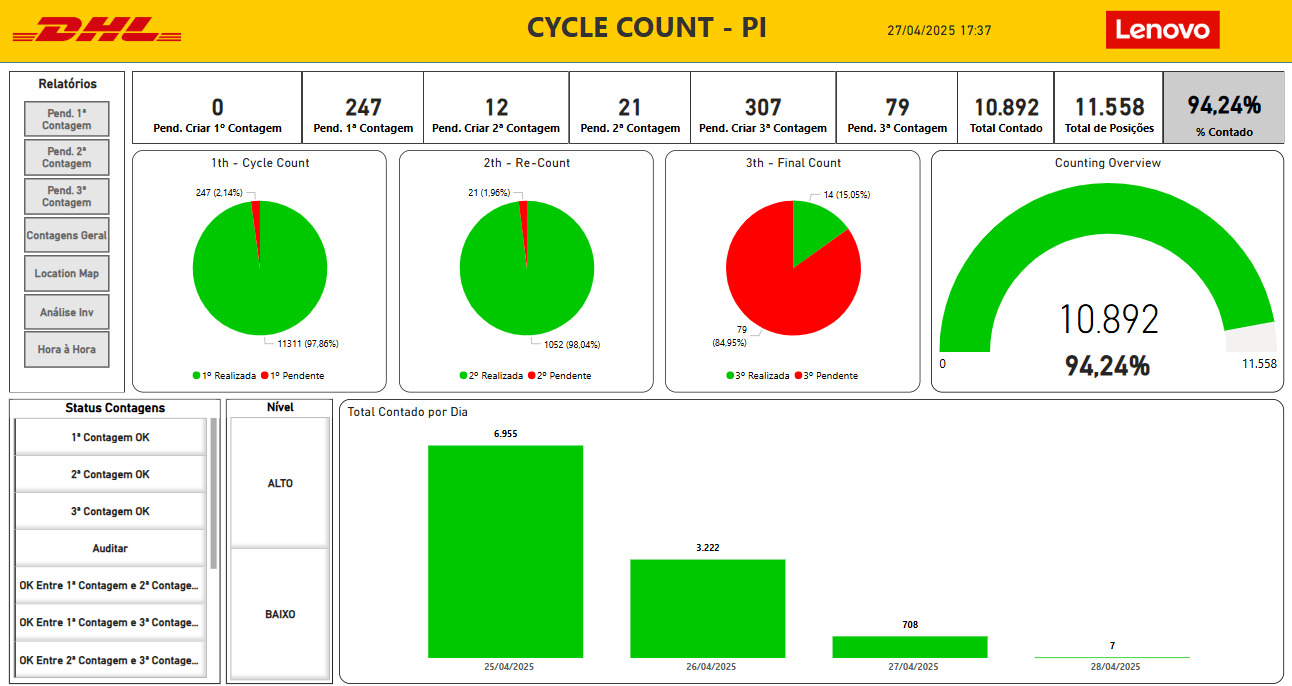 DHL
CYCLE COUNT - PI
27/04/2025 17:37
Lenovo
Relatórios
Pend. 1ª
Contagem
Pend. 2ª
Contagem
Pend. 3ª
Contagem
Contagens Geral
Location Map
Análise Inv
Hora à Hora
0
Pend. Criar 1º Contagem
247
Pend. 1ª Contagem
12
Pend. Criar 2ª Contagem
21
Pend. 2ª Contagem
307
Pend. Criar 3ª Contagem
79
Pend. 3ª Contagem
10.892
Total Contado
11.558
Total de Posições
94,24%
% Contado
1th - Cycle Count
247 (2,14%)
11311 (97,86%)
1º Realizada 1º Pendente
2th - Re-Count
21 (1,96%)
1052 (98,04%)
2º Realizada 2º Pendente
3th - Final Count
14 (15,05%)
79
(84,95%)
3º Realizada 3º Pendente
Counting Overview
10.892
94,24%
0
11.558
Status Contagens
1ª Contagem OK
2ª Contagem OK
3ª Contagem OK
Auditar
OK Entre 1ª Contagem e 2ª Contage...
OK Entre 1ª Contagem e 3ª Contage...
OK Entre 2ª Contagem e 3ª Contage...
Nível
ALTO
BAIXO
Total Contado por Dia
6.955
3.222
708
7
25/04/2025
26/04/2025
27/04/2025
28/04/2025